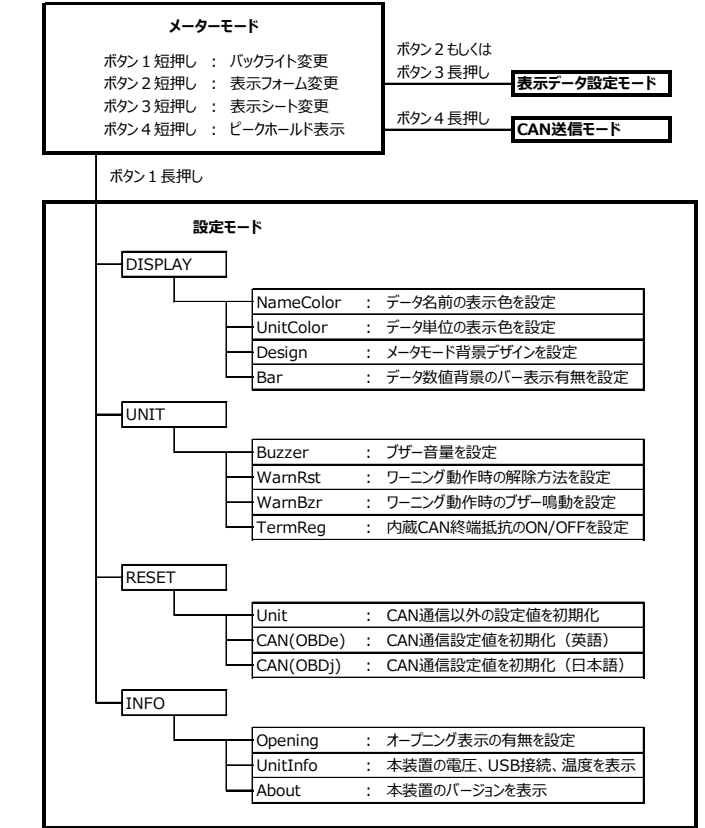 メーターモード
ボタン１短押し ： バックライト変更
ボタン２短押し ： 表示フォーム変更
ボタン３短押し ： 表示シート変更
ボタン４短押し ： ピークホールド表示
ボタン２もしくは
ボタン３長押し
表示データ設定モード
ボタン４長押し
CAN送信モード
ボタン１長押し
設定モード
DISPLAY
NameColor ： データ名前の表示色を設定
UnitColor ： データ単位の表示色を設定
Design ： メータモード背景デザインを設定
Bar ： データ数値背景のバー表示有無を設定
UNIT
Buzzer ： ブザー音量を設定
WarnRst ： ワーニング動作時の解除方法を設定
WarnBzr ： ワーニング動作時のブザー鳴動を設定
TermReg ： 内蔵CAN終端抵抗のON/OFFを設定
RESET
Unit ： CAN通信以外の設定値を初期化
CAN(OBDe) ： CAN通信設定値を初期化（英語）
CAN(OBDj) ： CAN通信設定値を初期化（日本語）
INFO
Opening ： オープニング表示の有無を設定
UnitInfo ： 本装置の電圧、USB接続、温度を表示
About ： 本装置のバージョンを表示